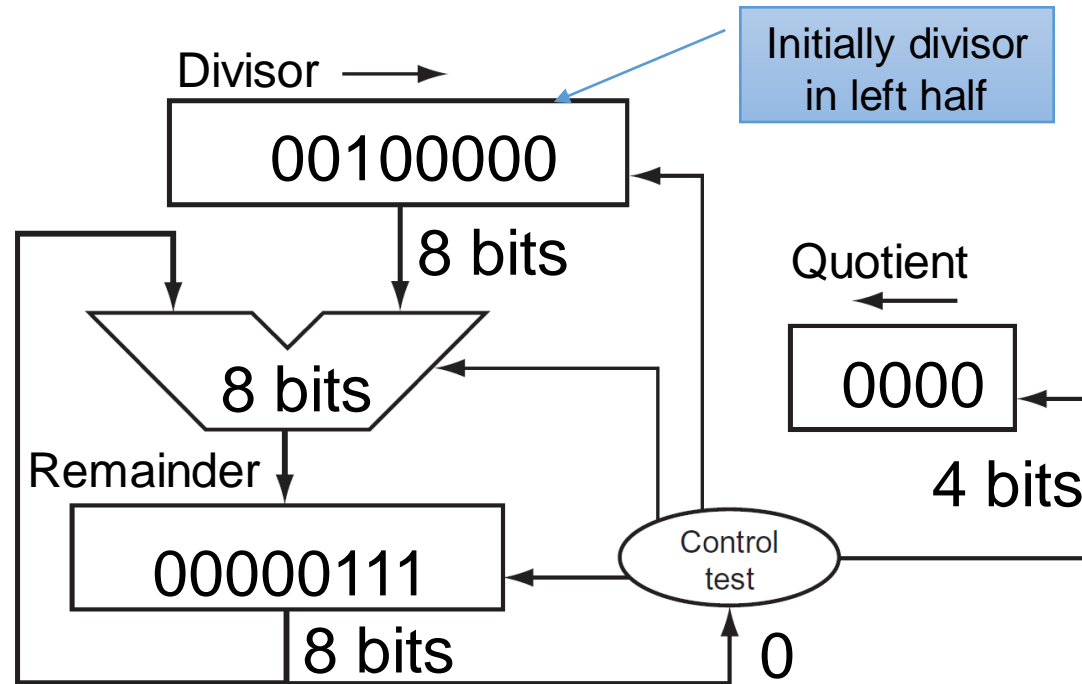 Initially divisor
in left half
Divisor
00100000
8 bits
Quotient
8 bits
0000
Remainder
4 bits
Control
test
00000111
8 bits
0